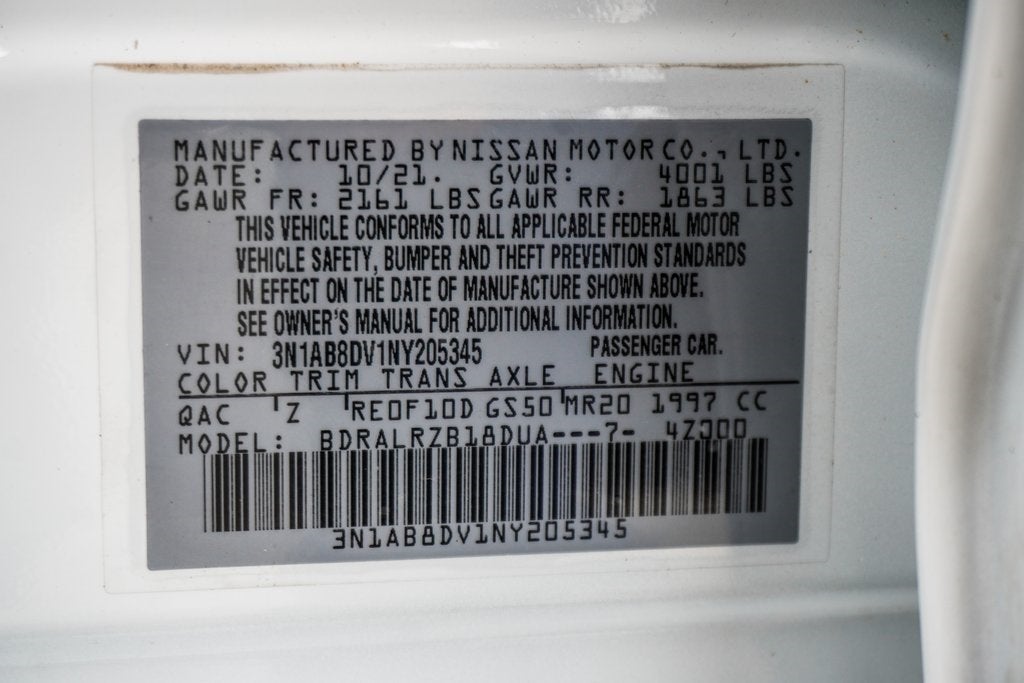 MANUFACTURED BY NISSAN MOTOR CO., LTD.
DATE: 10/21. GVWR: 4001 LBS
GAWR FR: 2161 LBS GAWR RR: 1863 LBS
THIS VEHICLE CONFORMS TO ALL APPLICABLE FEDERAL MOTOR
VEHICLE SAFETY, BUMPER AND THEFT PREVENTION STANDARDS
IN EFFECT ON THE DATE OF MANUFACTURE SHOWN ABOVE.
SEE OWNER'S MANUAL FOR ADDITIONAL INFORMATION.
VIN: 3N1AB8DV1NY205345 PASSENGER CAR.
COLOR TRIM TRANS AXLE ENGINE
QAC Z RE0F10D GS50 MR20 1997 CC
MODEL: BDRALRZB18DUA---7- 4ZJ00
3N1AB8DV1NY205345